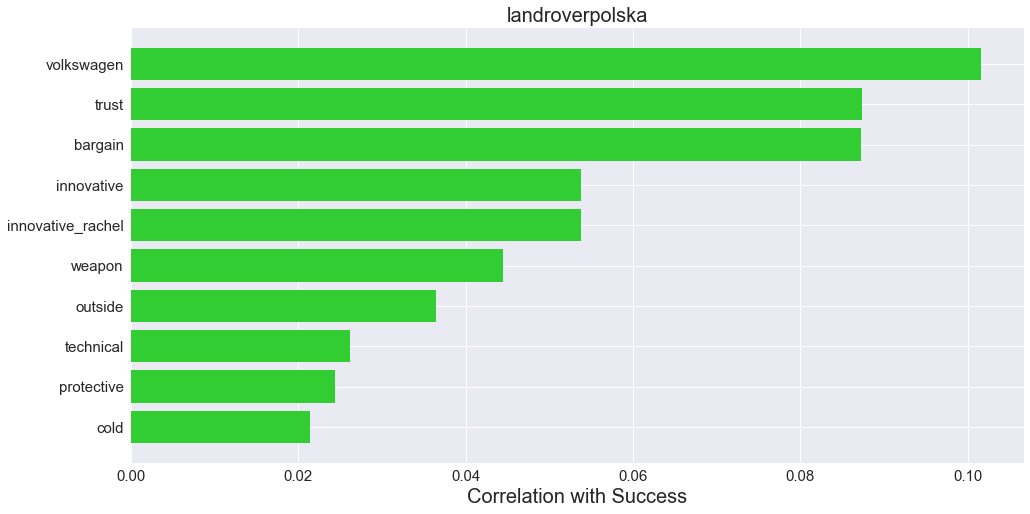 landroverpolska
volkswagen
trust
bargain
innovative
innovative_rachel
weapon
outside
technical
protective
cold
0.00 0.02 0.04 0.06 0.08 0.10
Correlation with Success